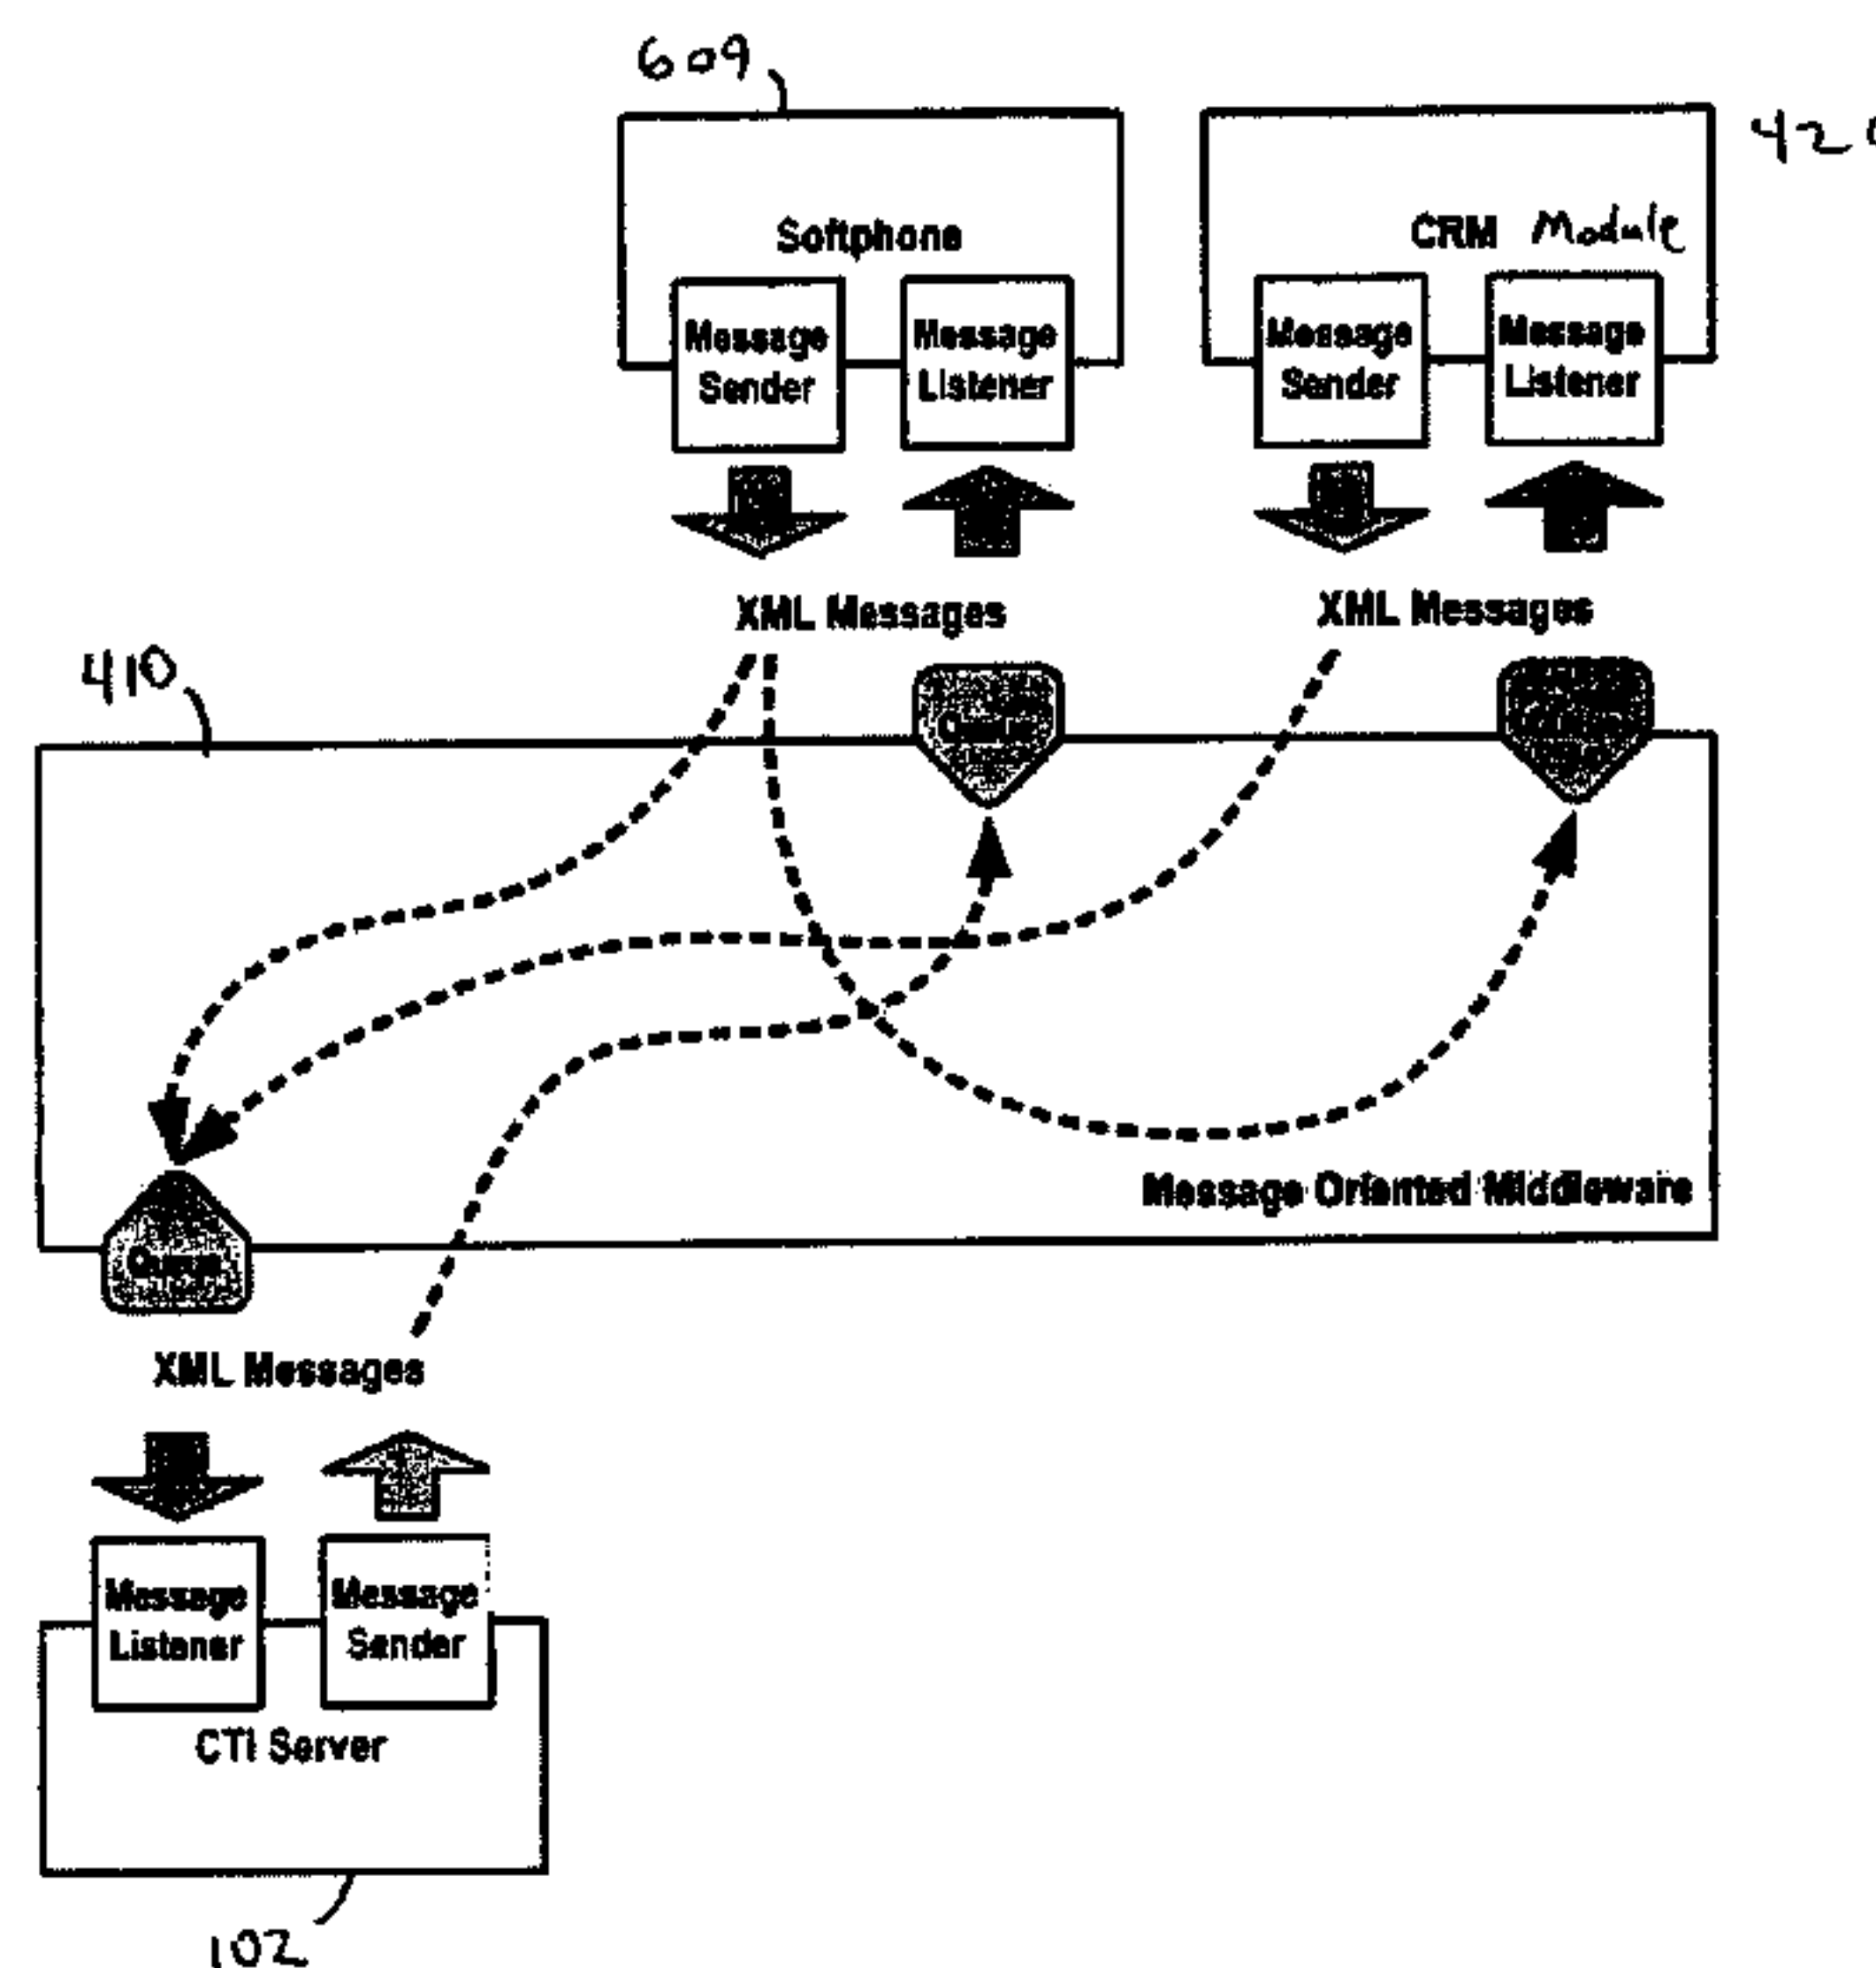 609
Softphone
CRM Module
Message
Sender
Message
Listener
Message
Sender
Message
Listener
XML Messages
XML Messages
410
Message Oriented Middleware
Queue
XML Messages
Message
Listener
Message
Sender
CTI Server
102